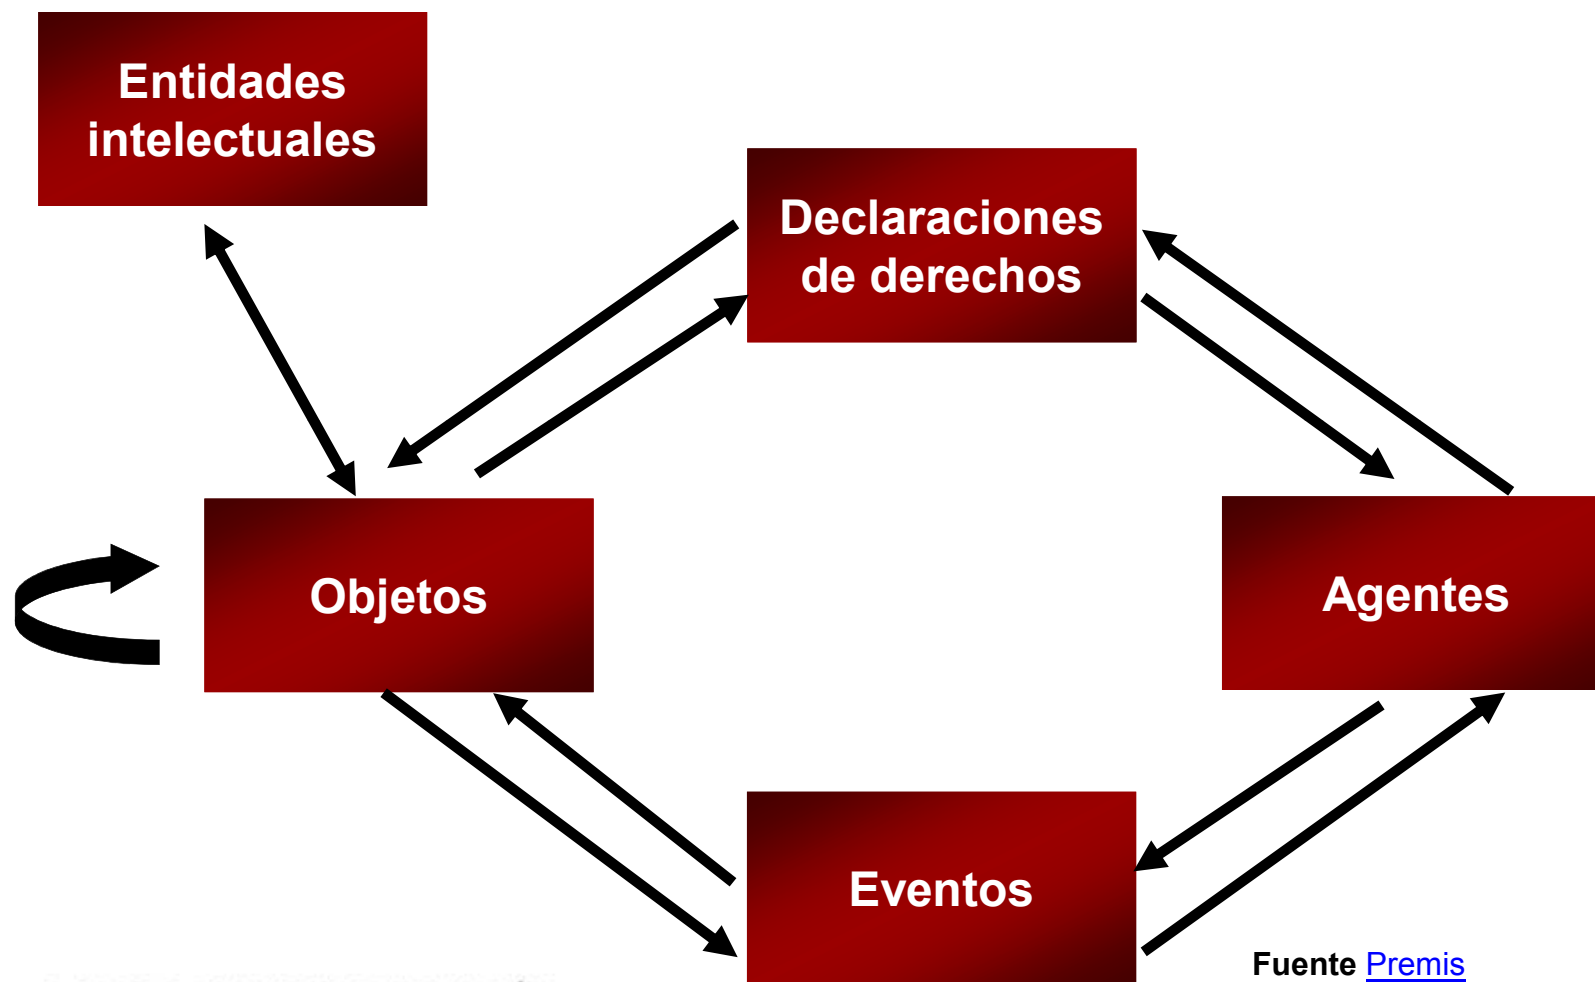 Entidades
intelectuales
Declaraciones
de derechos
Objetos
Agentes
Eventos
Fuente Premis